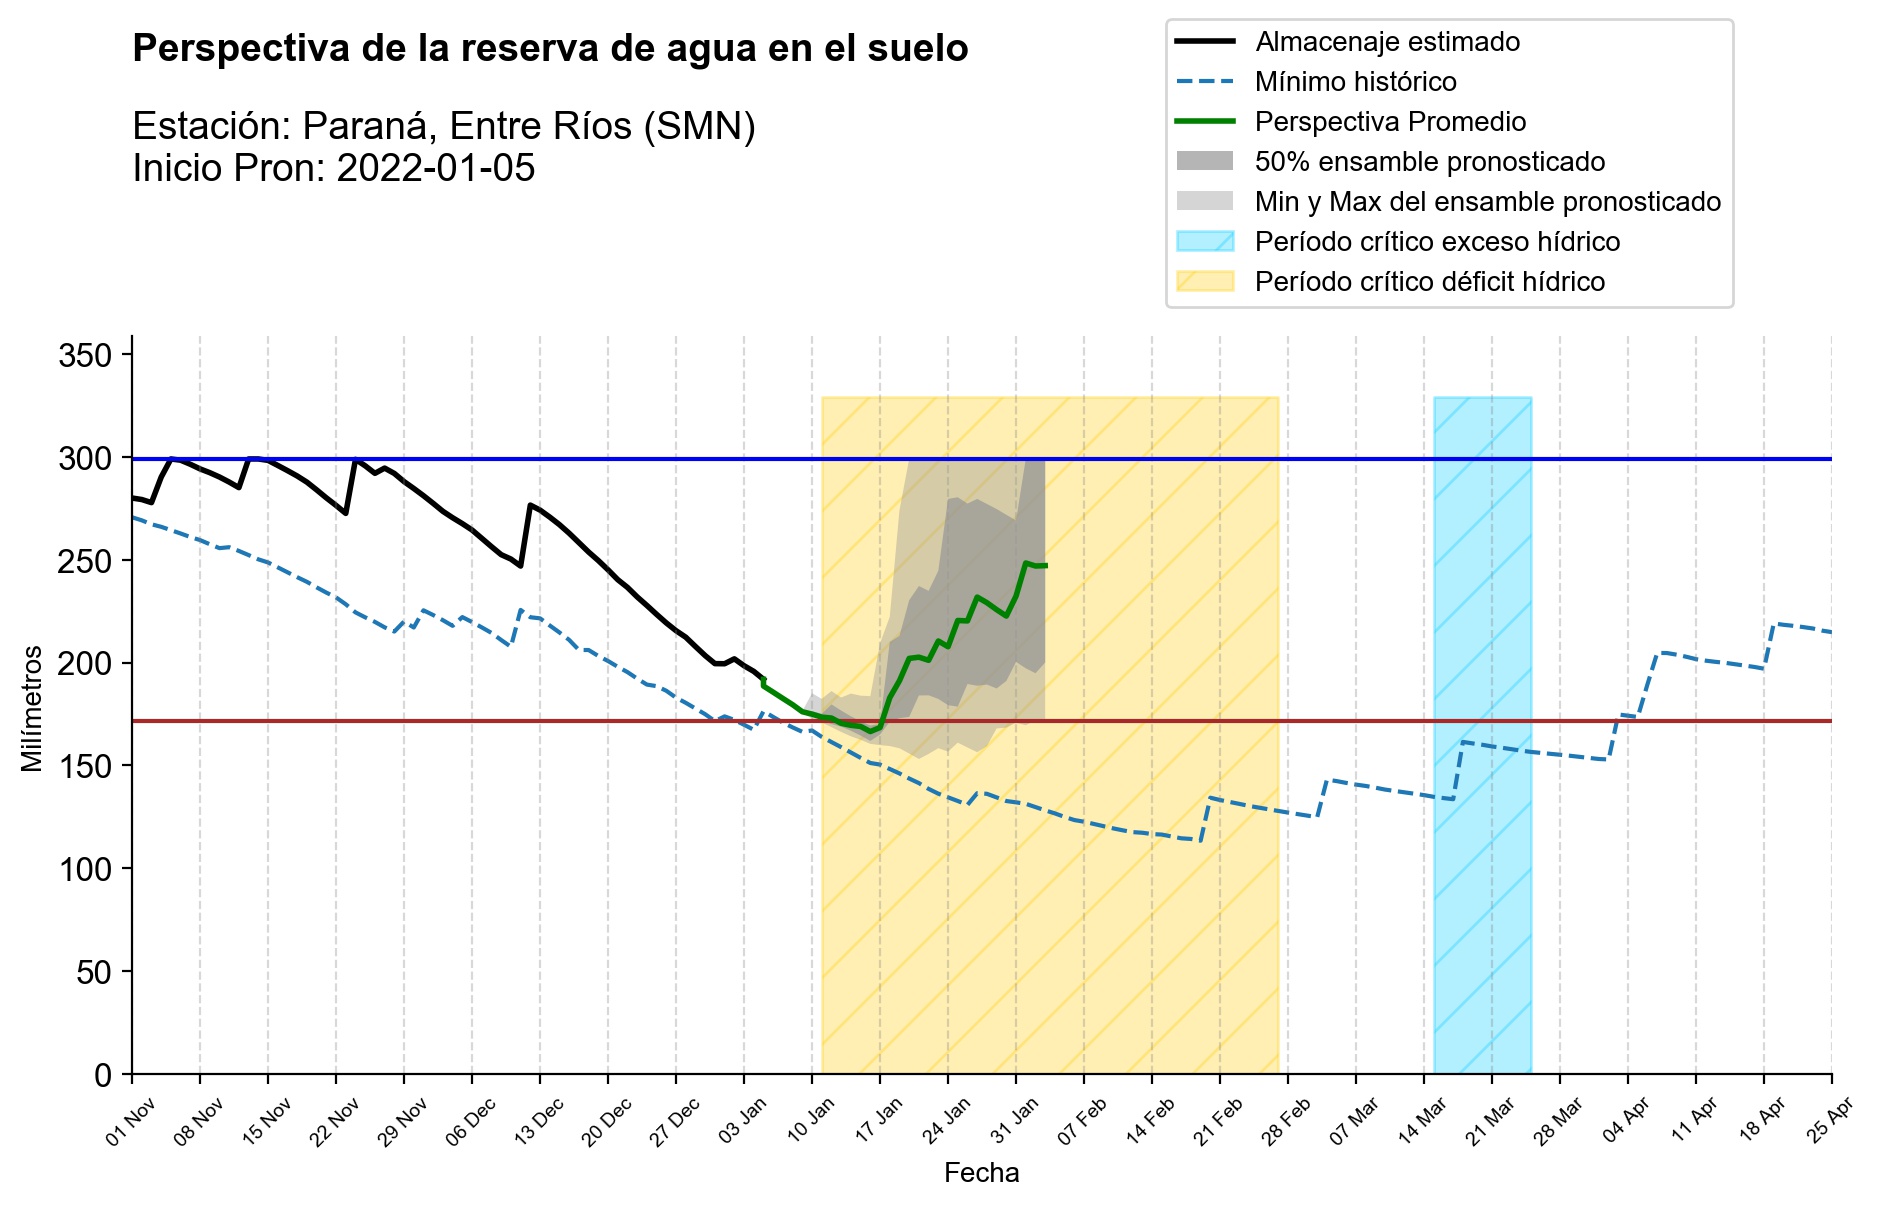 Perspectiva de la reserva de agua en el suelo
Estación: Paraná, Entre Ríos (SMN)
Inicio Pron: 2022-01-05
Almacenaje estimado
Mínimo histórico
Perspectiva Promedio
50% ensamble pronosticado
Min y Max del ensamble pronosticado
Período crítico exceso hídrico
Período crítico déficit hídrico
350
300
250
200
150
100
50
0
Milímetros
01 Nov
08 Nov
15 Nov
22 Nov
29 Nov
06 Dec
13 Dec
20 Dec
27 Dec
03 Jan
10 Jan
17 Jan
24 Jan
31 Jan
07 Feb
14 Feb
21 Feb
28 Feb
07 Mar
14 Mar
21 Mar
28 Mar
04 Apr
11 Apr
18 Apr
25 Apr
Fecha